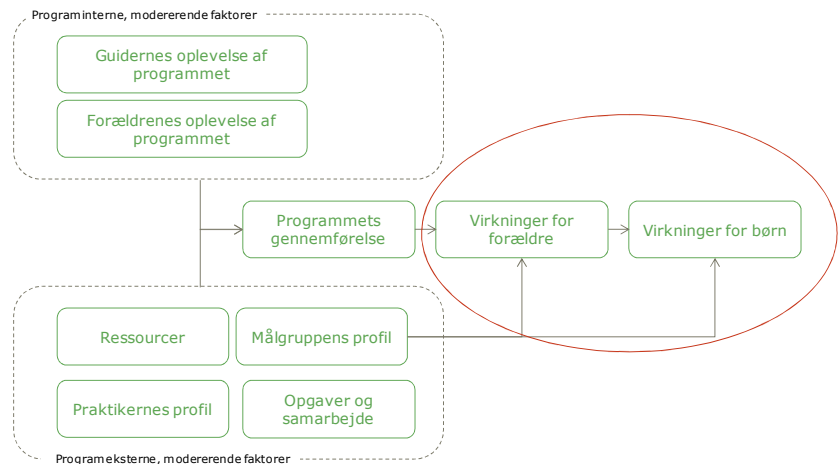 Programinterne, modererende faktorer
Guidernes oplevelse af
programmet
Forældrenes oplevelse af
programmet
Programmets
gennemførelse
Virkninger for
forældre
Virkninger for børn
Ressourcer
Målgruppens profil
Praktikernes profil
Opgaver og
samarbejde
Programeksterne, modererende faktorer